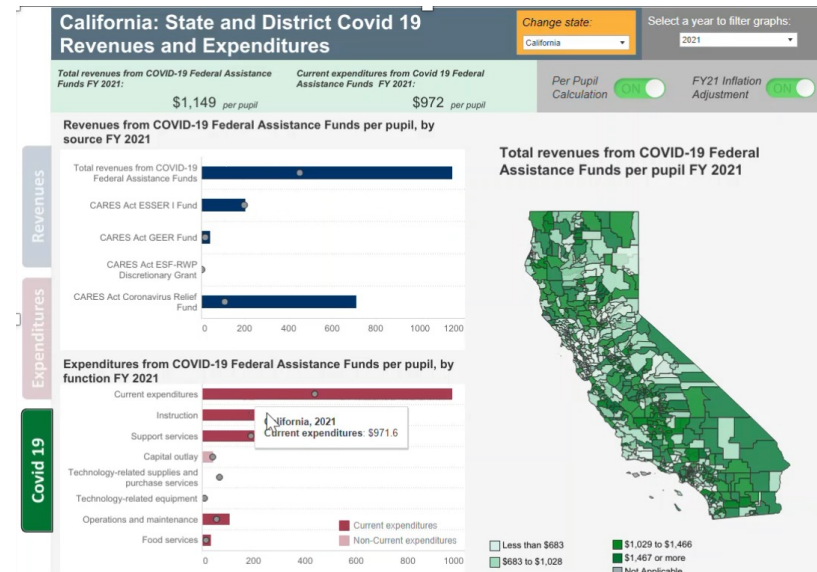 California: State and District Covid 19
Revenues and Expenditures
Change state:
California
Select a year to filter graphs:
2021
Total revenues from COVID-19 Federal Assistance
Funds FY 2021:
$1,149 per pupil
Current expenditures from Covid 19 Federal
Assistance Funds FY 2021:
$972 per pupil
Per Pupil
Calculation
ON
FY21 Inflation
Adjustment
ON
Revenues
Expenditures
Covid 19
Revenues from COVID-19 Federal Assistance Funds per pupil, by
source FY 2021
Total revenues from COVID-19
Federal Assistance Funds
CARES Act ESSER I Fund
CARES Act GEER Fund
CARES Act ESF-RWP
Discretionary Grant
CARES Act Coronavirus Relief
Fund
0 200 400 600 800 1000 1200
Expenditures from COVID-19 Federal Assistance Funds per pupil, by
function FY 2021
Current expenditures
Instruction
Support services
Capital outlay
Technology-related supplies and
purchase services
Technology-related equipment
Operations and maintenance
Food services
California, 2021
Current expenditures: $971.6
Current expenditures
Non-Current expenditures
0 200 400 600 800 1000
Total revenues from COVID-19 Federal
Assistance Funds per pupil FY 2021
Less than $683
$683 to $1,028
$1,029 to $1,466
$1,467 or more
Not Applicable